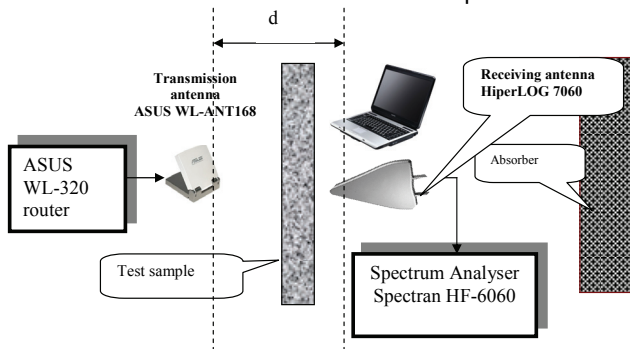 d
Transmission
antenna
ASUS WL-ANT168
Receiving antenna
HiperLOG 7060
ASUS
WL-320
router
Absorber
Test sample
Spectrum Analyser
Spectran HF-6060